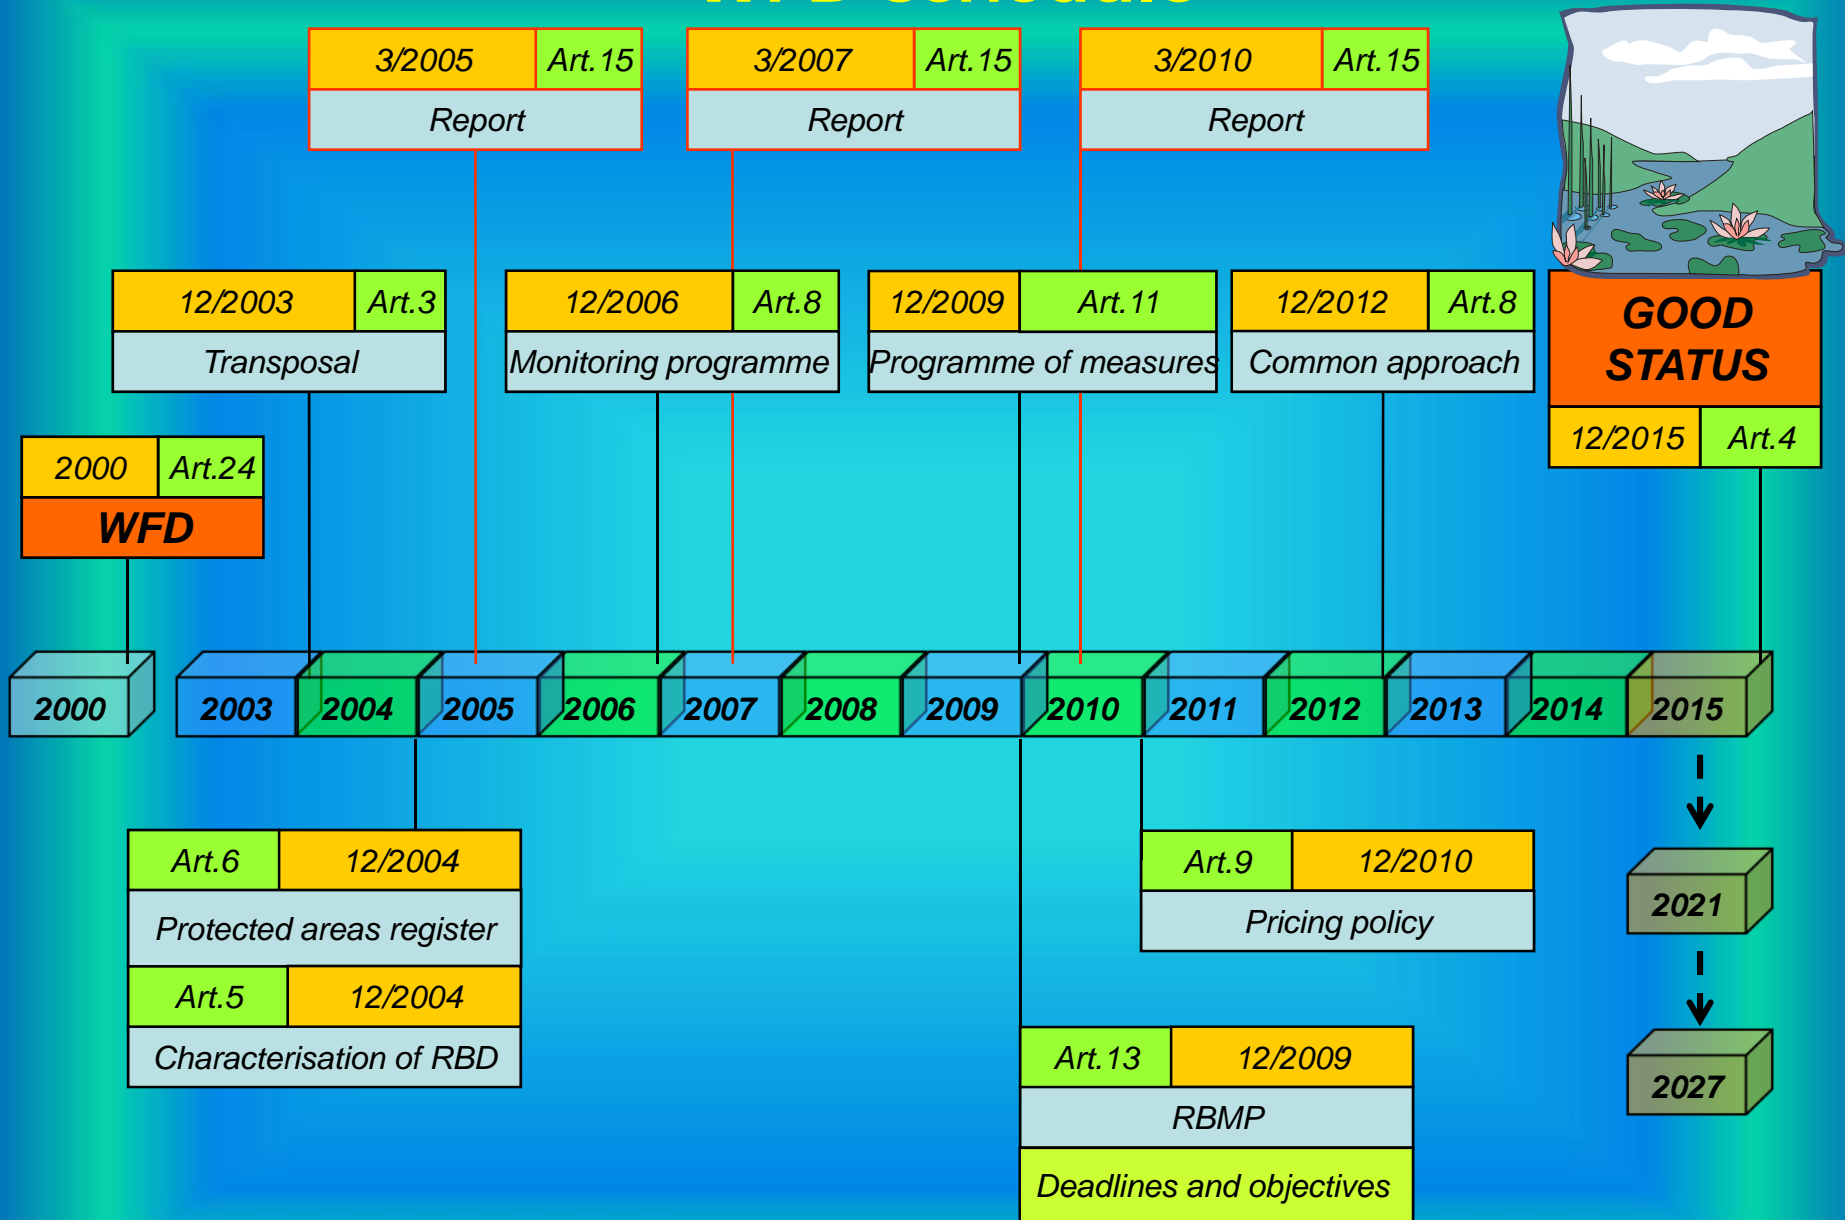 WFD schedule
3/2005 Art.15
Report
3/2007 Art.15
Report
3/2010 Art.15
Report
12/2003 Art.3
Transposal
12/2006 Art.8
Monitoring programme
12/2009 Art.11
Programme of measures
12/2012 Art.8
Common approach
GOOD
STATUS
12/2015 Art.4
2000 Art.24
WFD
2000 2003 2004 2005 2006 2007 2008 2009 2010 2011 2012 2013 2014 2015
Art.6 12/2004
Protected areas register
Art.5 12/2004
Characterisation of RBD
Art.9 12/2010
Pricing policy
Art.13 12/2009
RBMP
Deadlines and objectives
2021
2027